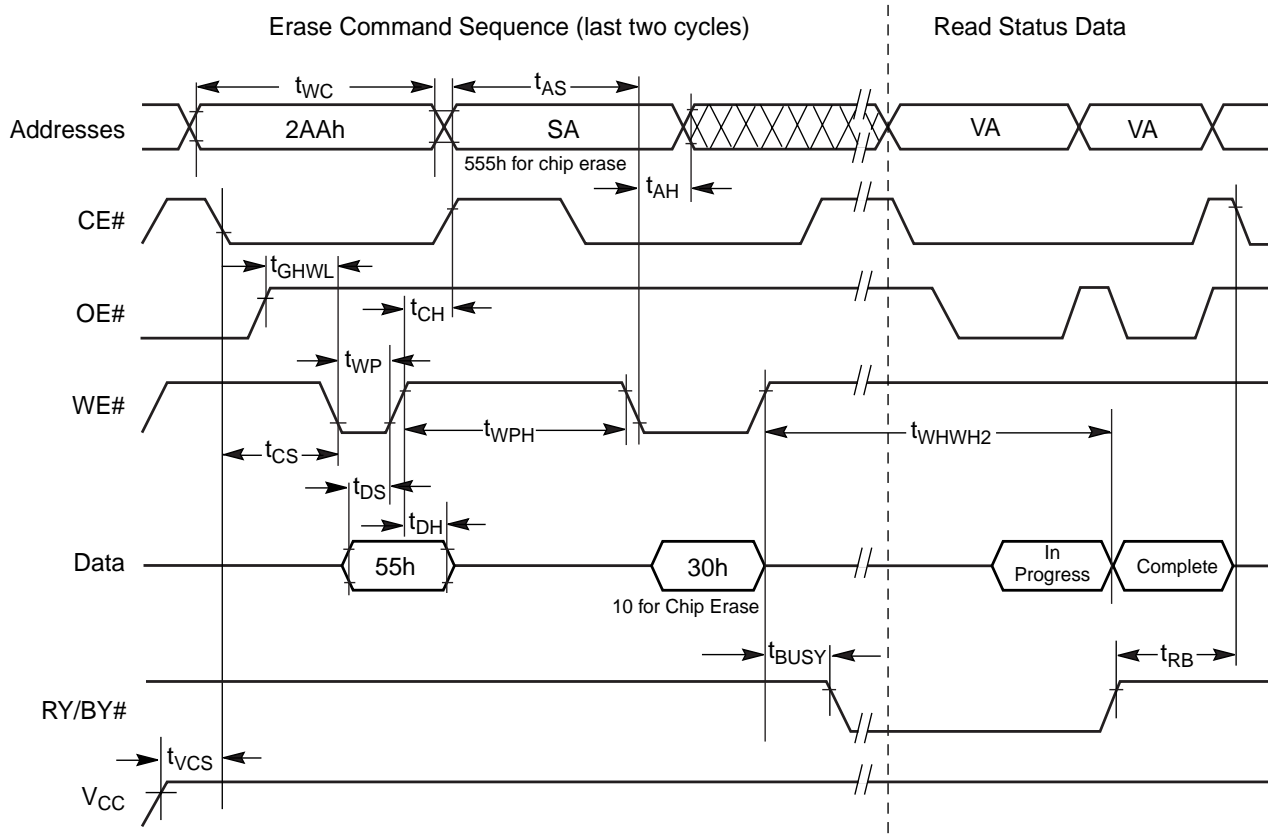 Erase Command Sequence (last two cycles)
Read Status Data
tWC
tAS
Addresses
2AAh
SA
VA
VA
555h for chip erase
tAH
CE#
tGHWL
tCH
OE#
tWP
WE#
tWPH
tWHWH2
tCS
tDS
tDH
Data
55h
30h
In
Progress
Complete
10 for Chip Erase
tBUSY
tRB
RY/BY#
tVCS
VCC